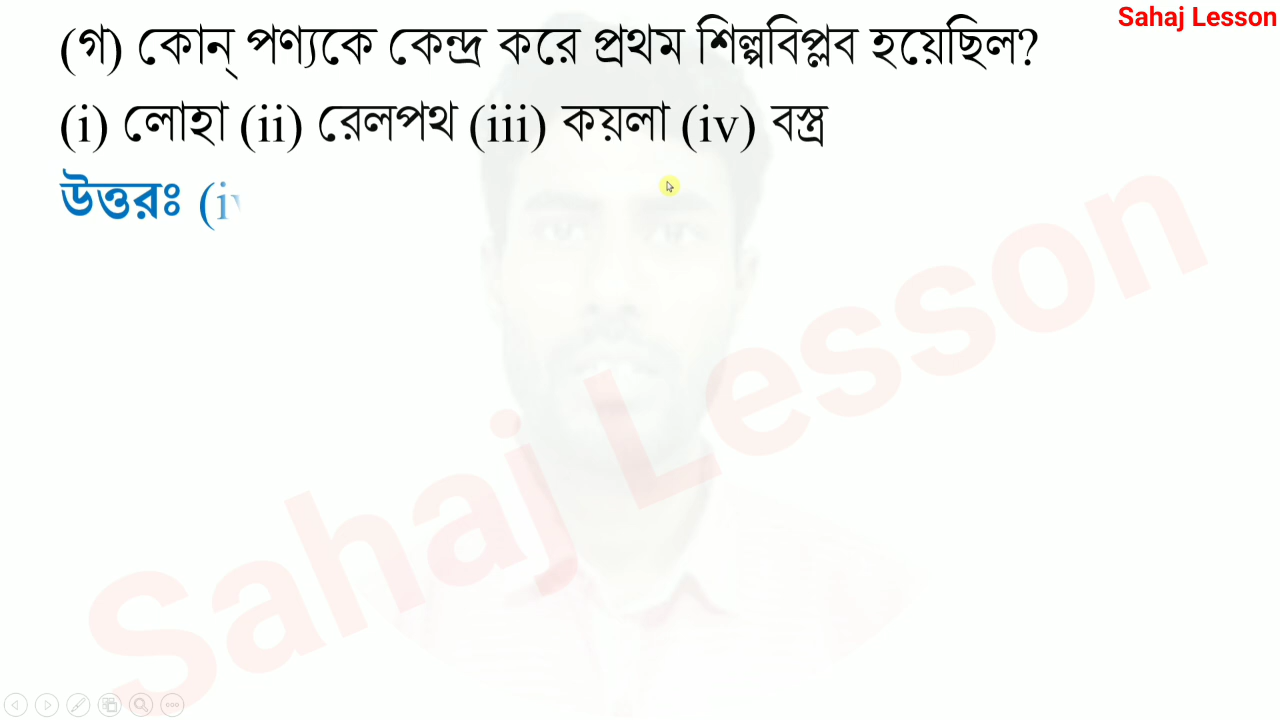 Sahaj Lesson
(গ) কোন্ পণ্যকে কেন্দ্র করে প্রথম শিল্পবিপ্লব হয়েছিল?
(i) লোহা (ii) রেলপথ (iii) কয়লা (iv) বস্ত্র
উত্তরঃ (iv
Sahaj Lesson